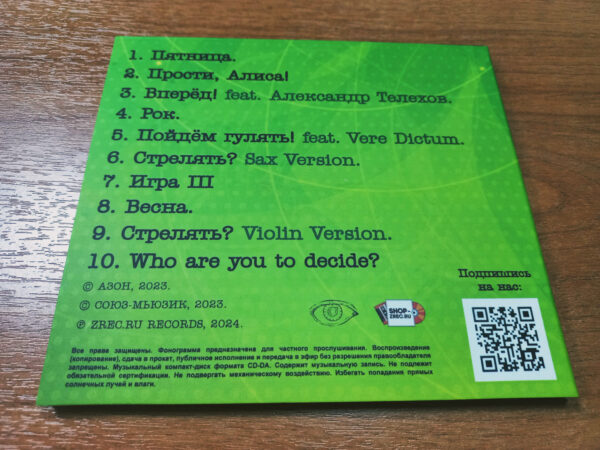 1. Пятница.
2. Прости, Алиса!
3. Вперёд! feat. Александр Телехов.
4. Рок.
5. Пойдём гулять! feat. Vere Dictum.
6. Стрелять? Sax Version.
7. Игра III
8. Весна.
9. Стрелять? Violin Version.
10. Who are you to decide?
Подпишись
на нас:
© АЗОН, 2023.
© СОЮЗ-МЬЮЗИК, 2023.
℗ ZREC.RU RECORDS, 2024.
SHOP-
ZREC.RU
Все права защищены. Фонограмма предназначена для частного прослушивания. Воспроизведение
(копирование), сдача в прокат, публичное исполнение и передача в эфир без разрешения правообладателя
запрещены. Музыкальный компакт-диск формата CD-DA. Содержит музыкальную запись. Не подлежит
обязательной сертификации. Не подвергать механическому воздействию. Избегать попадания прямых
солнечных лучей и влаги.